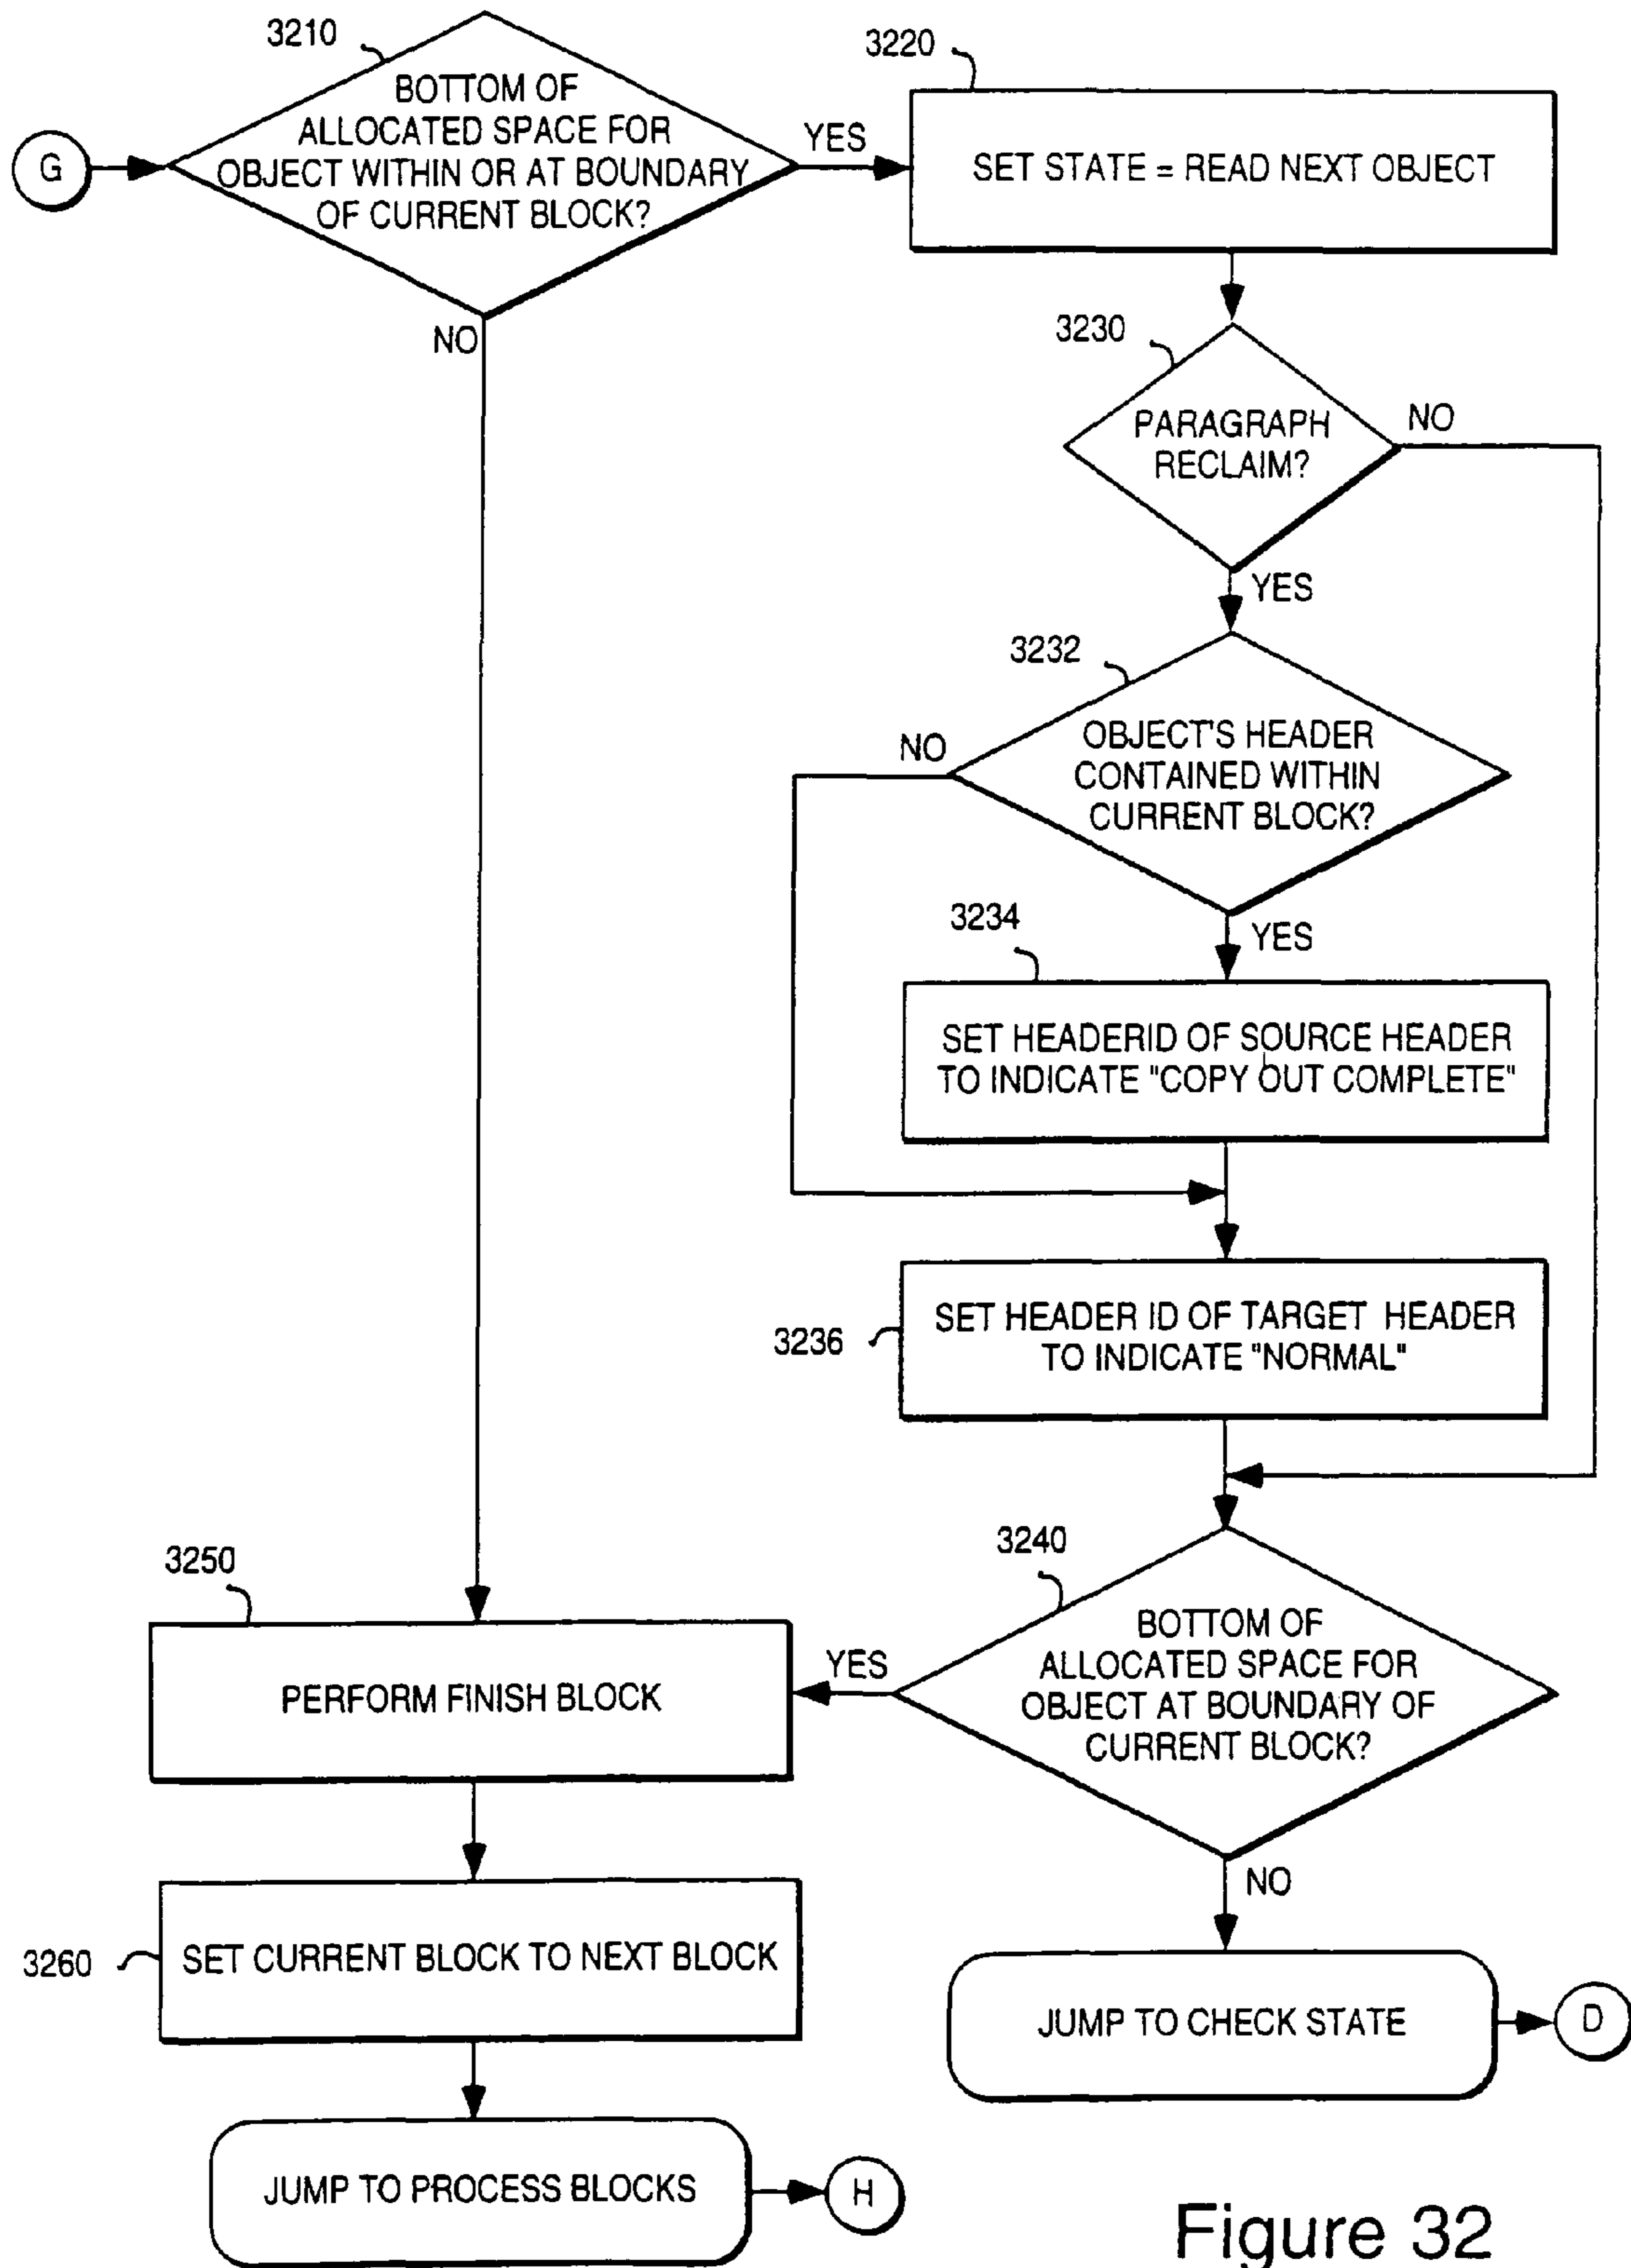 3210
BOTTOM OF
ALLOCATED SPACE FOR
OBJECT WITHIN OR AT BOUNDARY
OF CURRENT BLOCK?
G
YES
NO
3220
SET STATE = READ NEXT OBJECT
3230
PARAGRAPH
RECLAIM?
NO
YES
3232
OBJECT'S HEADER
CONTAINED WITHIN
CURRENT BLOCK?
NO
YES
3234
SET HEADERID OF SOURCE HEADER
TO INDICATE "COPY OUT COMPLETE"
3236
SET HEADER ID OF TARGET HEADER
TO INDICATE "NORMAL"
3240
BOTTOM OF
ALLOCATED SPACE FOR
OBJECT AT BOUNDARY OF
CURRENT BLOCK?
YES
NO
3250
PERFORM FINISH BLOCK
3260
SET CURRENT BLOCK TO NEXT BLOCK
JUMP TO CHECK STATE
D
JUMP TO PROCESS BLOCKS
H
Figure 32